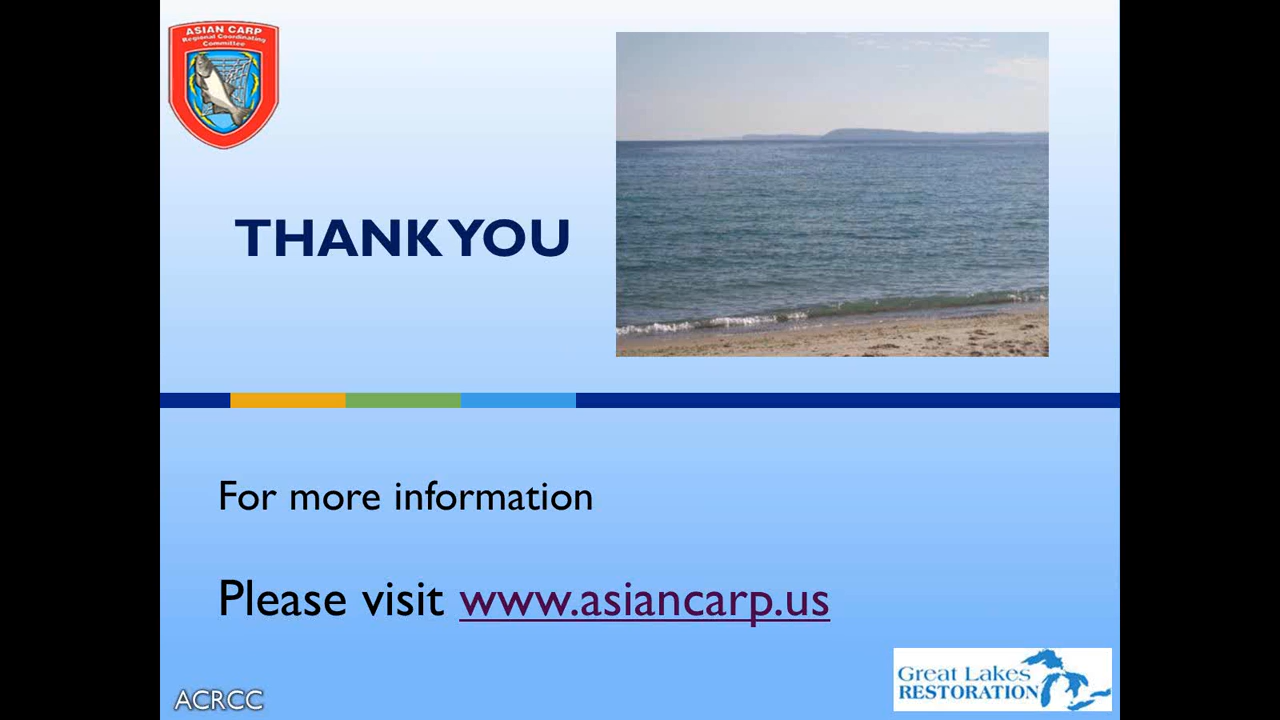 ASIAN CARP
Regional Coordinating
Committee
THANK YOU
For more information
Please visit www.asiancarp.us
Great Lakes
RESTORATION
ACRCC